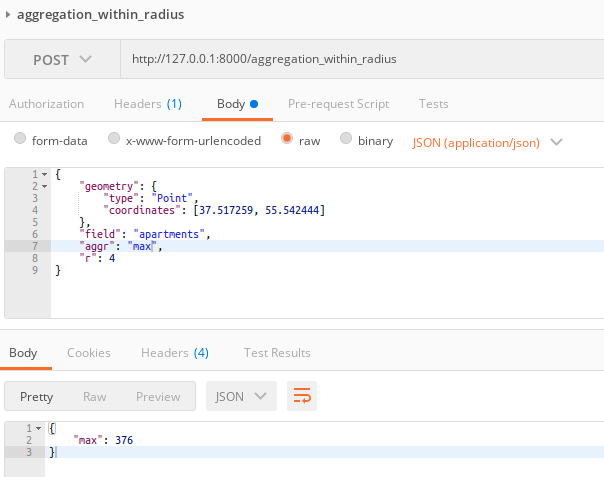 aggregation_within_radius
POST http://127.0.0.1:8000/aggregation_within_radius
Authorization Headers (1) Body Pre-request Script Tests
form-data x-www-form-urlencoded raw binary JSON (application/json)
1 {
2 "geometry": {
3 "type": "Point",
4 "coordinates": [37.517259, 55.542444]
5 },
6 "field": "apartments",
7 "aggr": "max",
8 "r": 4
9 }
Body Cookies Headers (4) Test Results
Pretty Raw Preview JSON
1 {
2 "max": 376
3 }